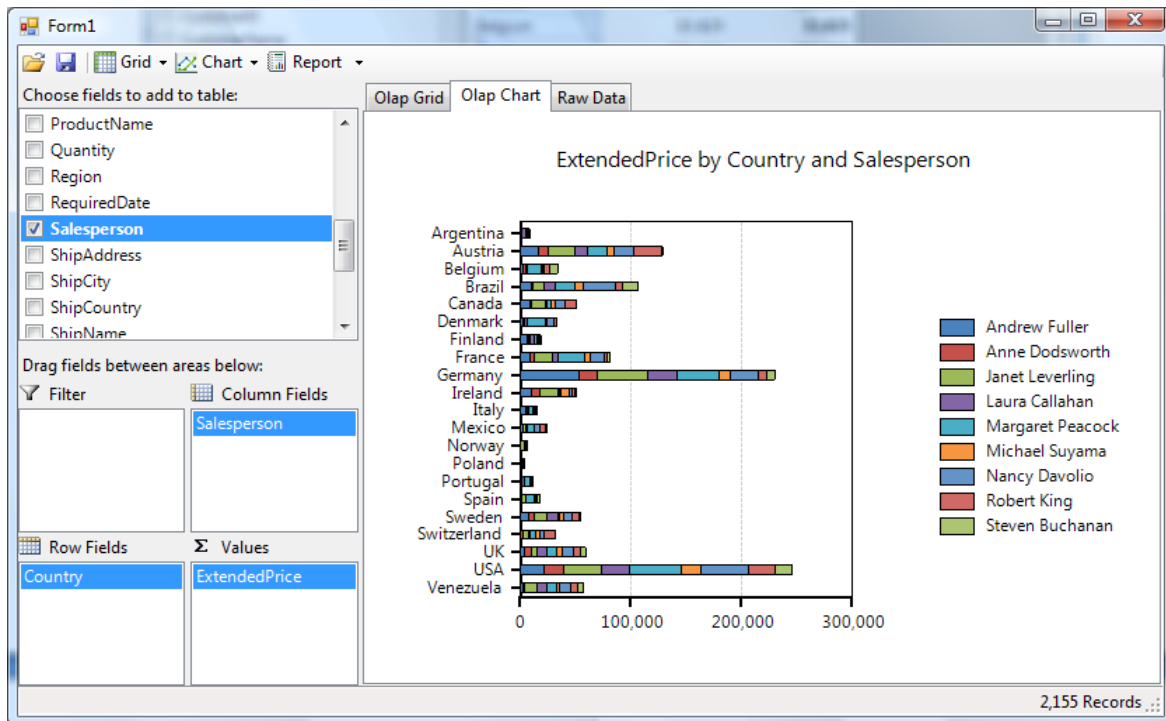 Form1
Grid Chart Report
Choose fields to add to table:
ProductName
Quantity
Region
RequiredDate
Salesperson
ShipAddress
ShipCity
ShipCountry
ShipName
Drag fields between areas below:
Filter
Column Fields
Salesperson
Row Fields
Σ Values
Country
ExtendedPrice
Olap Grid Olap Chart Raw Data
ExtendedPrice by Country and Salesperson
Argentina
Austria
Belgium
Brazil
Canada
Denmark
Finland
France
Germany
Ireland
Italy
Mexico
Norway
Poland
Portugal
Spain
Sweden
Switzerland
UK
USA
Venezuela
0 100,000 200,000 300,000
Andrew Fuller
Anne Dodsworth
Janet Leverling
Laura Callahan
Margaret Peacock
Michael Suyama
Nancy Davolio
Robert King
Steven Buchanan
2,155 Records